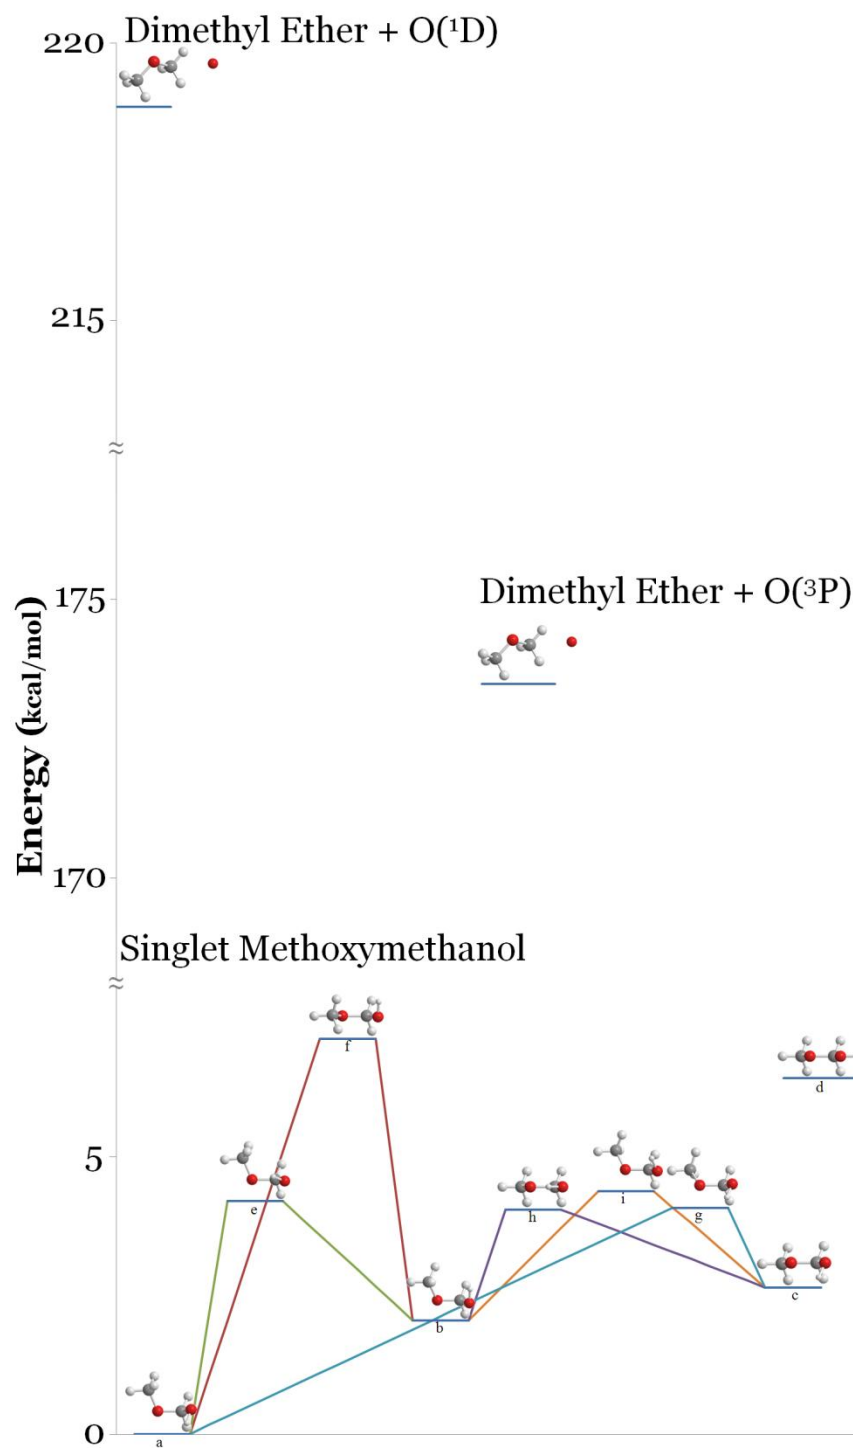 Dimethyl Ether + O(¹D)
220
215
≈
Dimethyl Ether + O(³P)
175
Energy (kcal/mol)
170
Singlet Methoxymethanol
≈
f
d
5
e
h
i
g
c
b
0
a